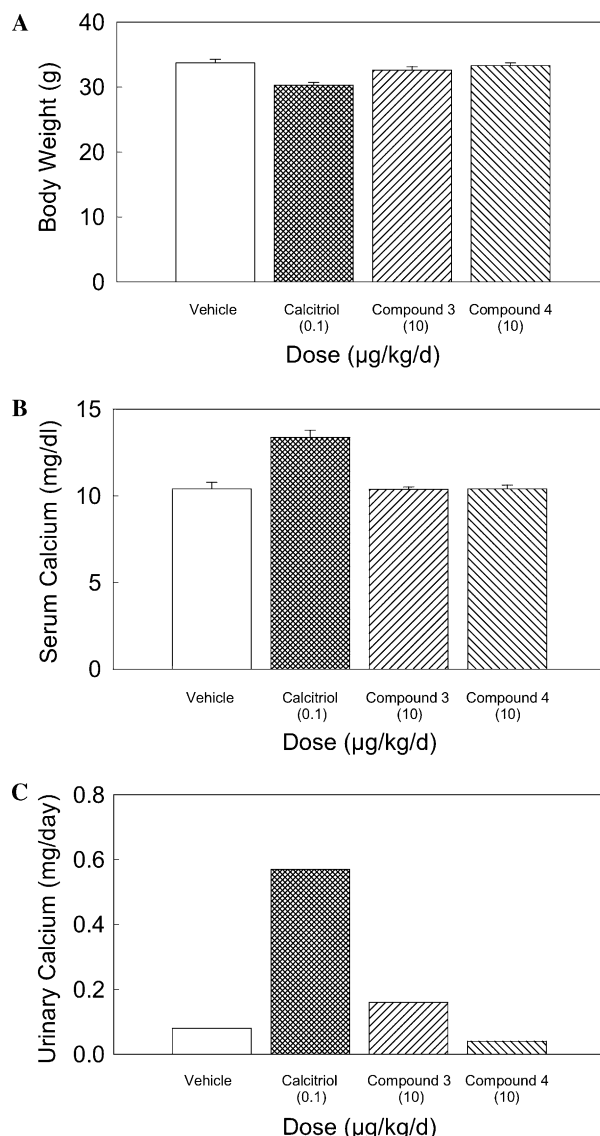 A
Body Weight (g)
40
30
20
10
0
Vehicle Calcitriol Compound 3 Compound 4
(0.1) (10) (10)
Dose (µg/kg/d)
B
Serum Calcium (mg/dl)
15
10
5
0
Vehicle Calcitriol Compound 3 Compound 4
(0.1) (10) (10)
Dose (µg/kg/d)
C
Urinary Calcium (mg/day)
0.8
0.6
0.4
0.2
0.0
Vehicle Calcitriol Compound 3 Compound 4
(0.1) (10) (10)
Dose (µg/kg/d)